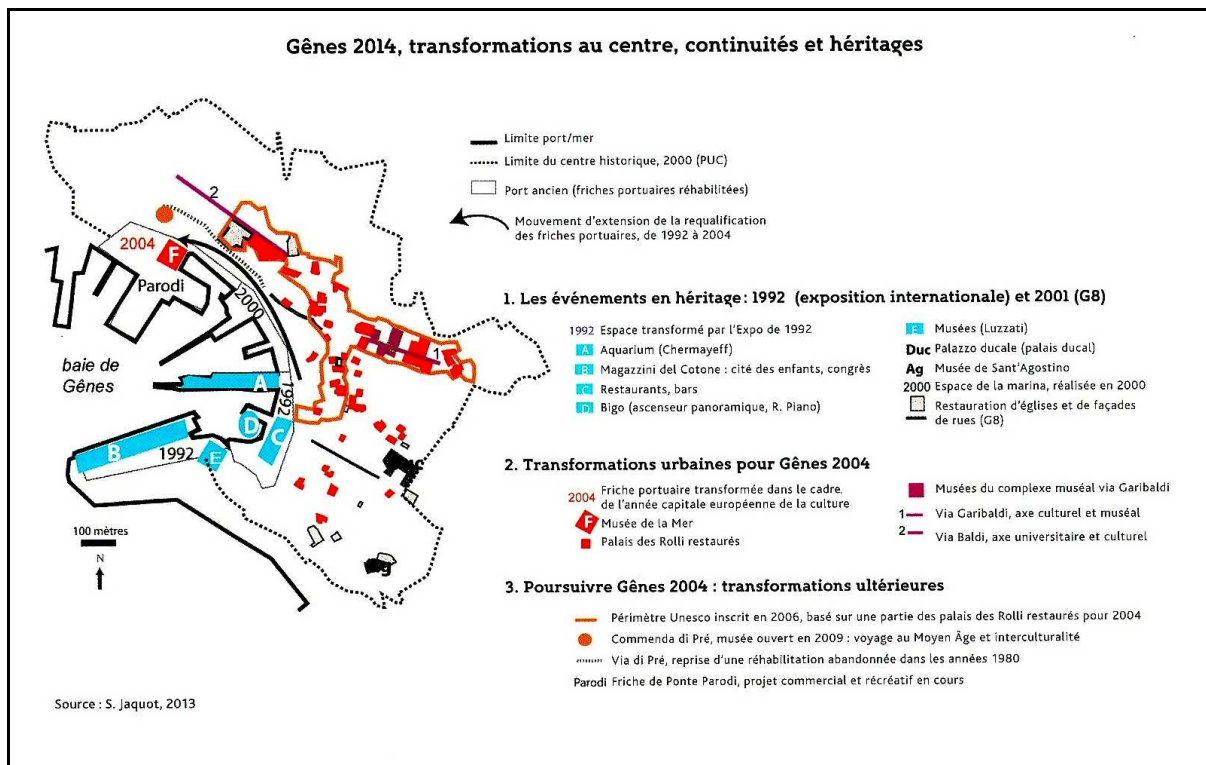 Gênes 2014, transformations au centre, continuités et héritages
Limite port/mer
Limite du centre historique, 2000 (PUC)
Port ancien (friches portuaires réhabilitées)
Mouvement d'extension de la requalification
des friches portuaires, de 1992 à 2004
2
2004
F
Parodi
2000
baie de
Gênes
A
1992
D
C
B
1992
E
1
g
100 mètres
N
1. Les événements en héritage : 1992 (exposition internationale) et 2001 (G8)
1992 Espace transformé par l'Expo de 1992
A Aquarium (Chermayeff)
B Magazzini del Cotone : cité des enfants, congrès
C Restaurants, bars
D Bigo (ascenseur panoramique, R. Piano)
E Musées (Luzzati)
Duc Palazzo ducale (palais ducal)
Ag Musée de Sant'Agostino
2000 Espace de la marina, réalisée en 2000
Restauration d'églises et de façades
de rues (G8)
2. Transformations urbaines pour Gênes 2004
2004 Friche portuaire transformée dans le cadre
de l'année capitale européenne de la culture
F Musée de la Mer
Palais des Rolli restaurés
Musées du complexe muséal via Garibaldi
1 Via Garibaldi, axe culturel et muséal
2 Via Baldi, axe universitaire et culturel
3. Poursuivre Gênes 2004 : transformations ultérieures
Périmètre Unesco inscrit en 2006, basé sur une partie des palais des Rolli restaurés pour 2004
Commenda di Pré, musée ouvert en 2009 : voyage au Moyen Âge et interculturalité
Via di Pré, reprise d'une réhabilitation abandonnée dans les années 1980
Parodi Friche de Ponte Parodi, projet commercial et récréatif en cours
Source : S. Jaquot, 2013